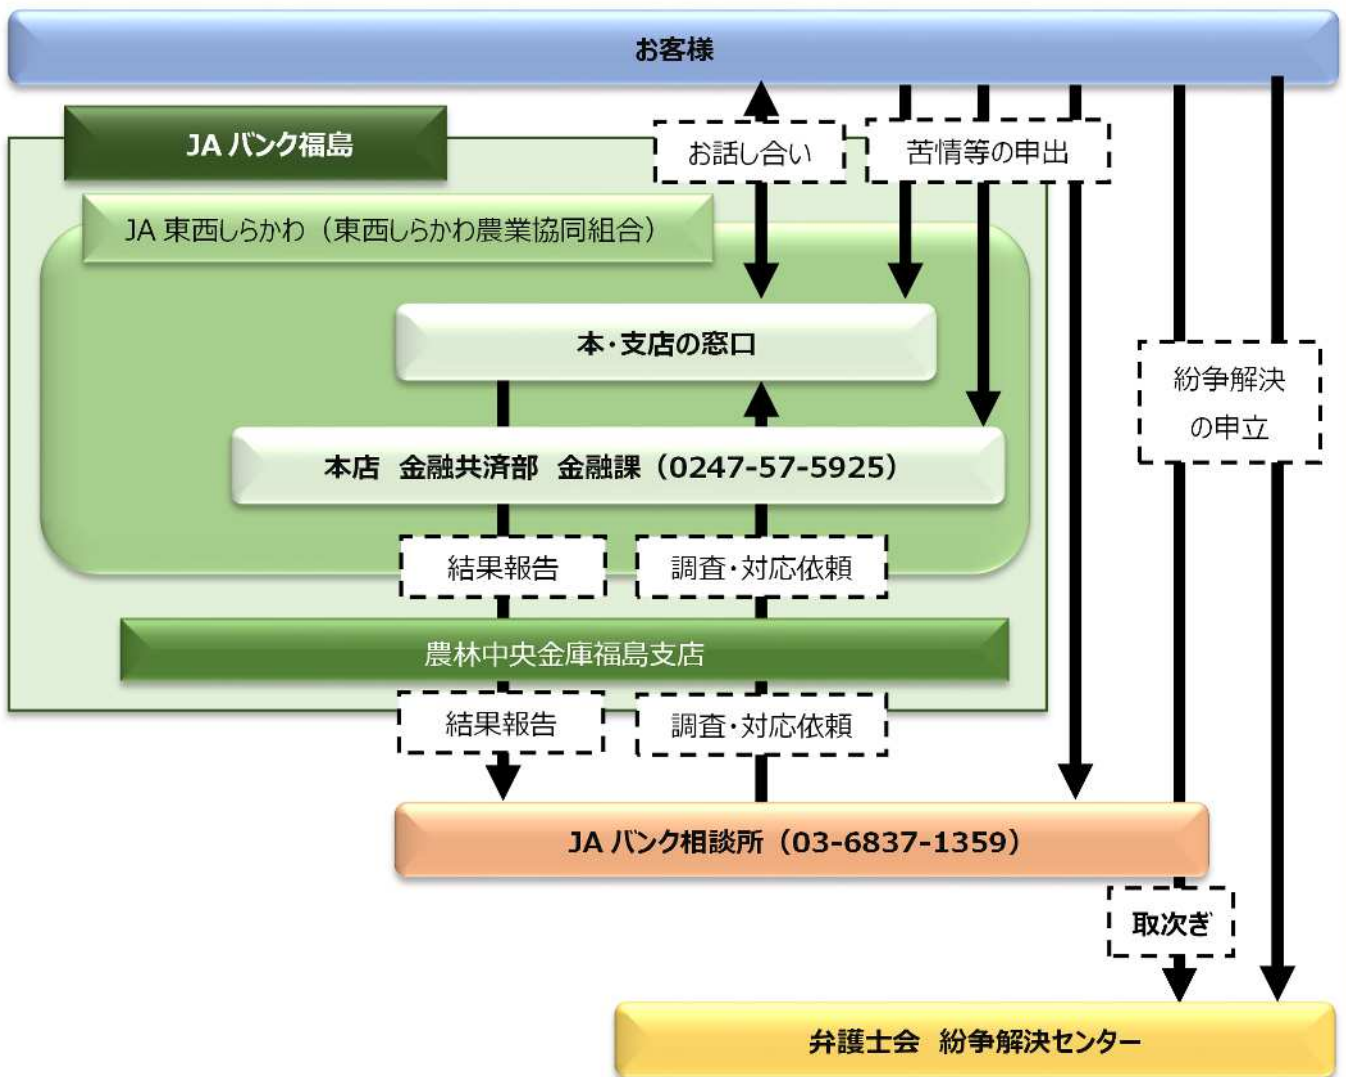 お客様
JA バンク福島
お話し合い
苦情等の申出
JA 東西しらかわ（東西しらかわ農業協同組合）
本・支店の窓口
紛争解決
の申立
本店 金融共済部 金融課（0247-57-5925）
結果報告
調査・対応依頼
農林中央金庫福島支店
結果報告
調査・対応依頼
JA バンク相談所（03-6837-1359）
取次ぎ
弁護士会 紛争解決センター